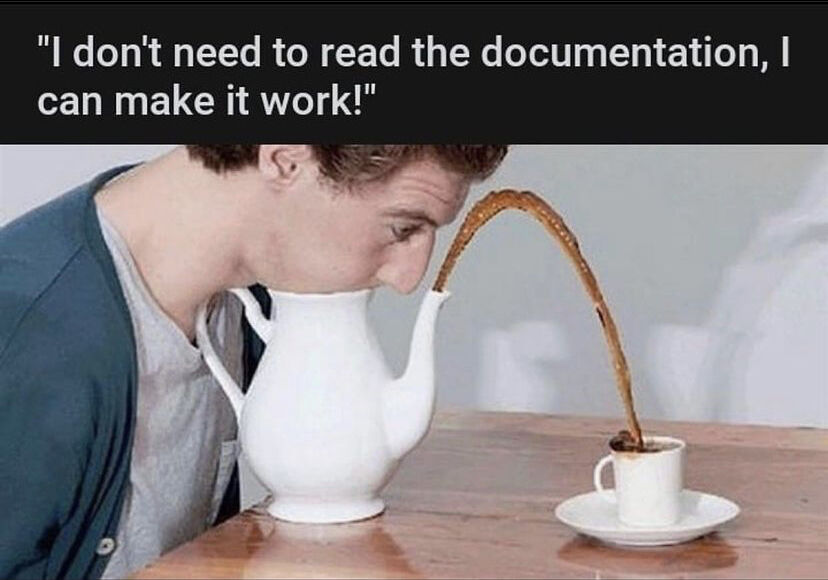 "I don't need to read the documentation, I
can make it work!"